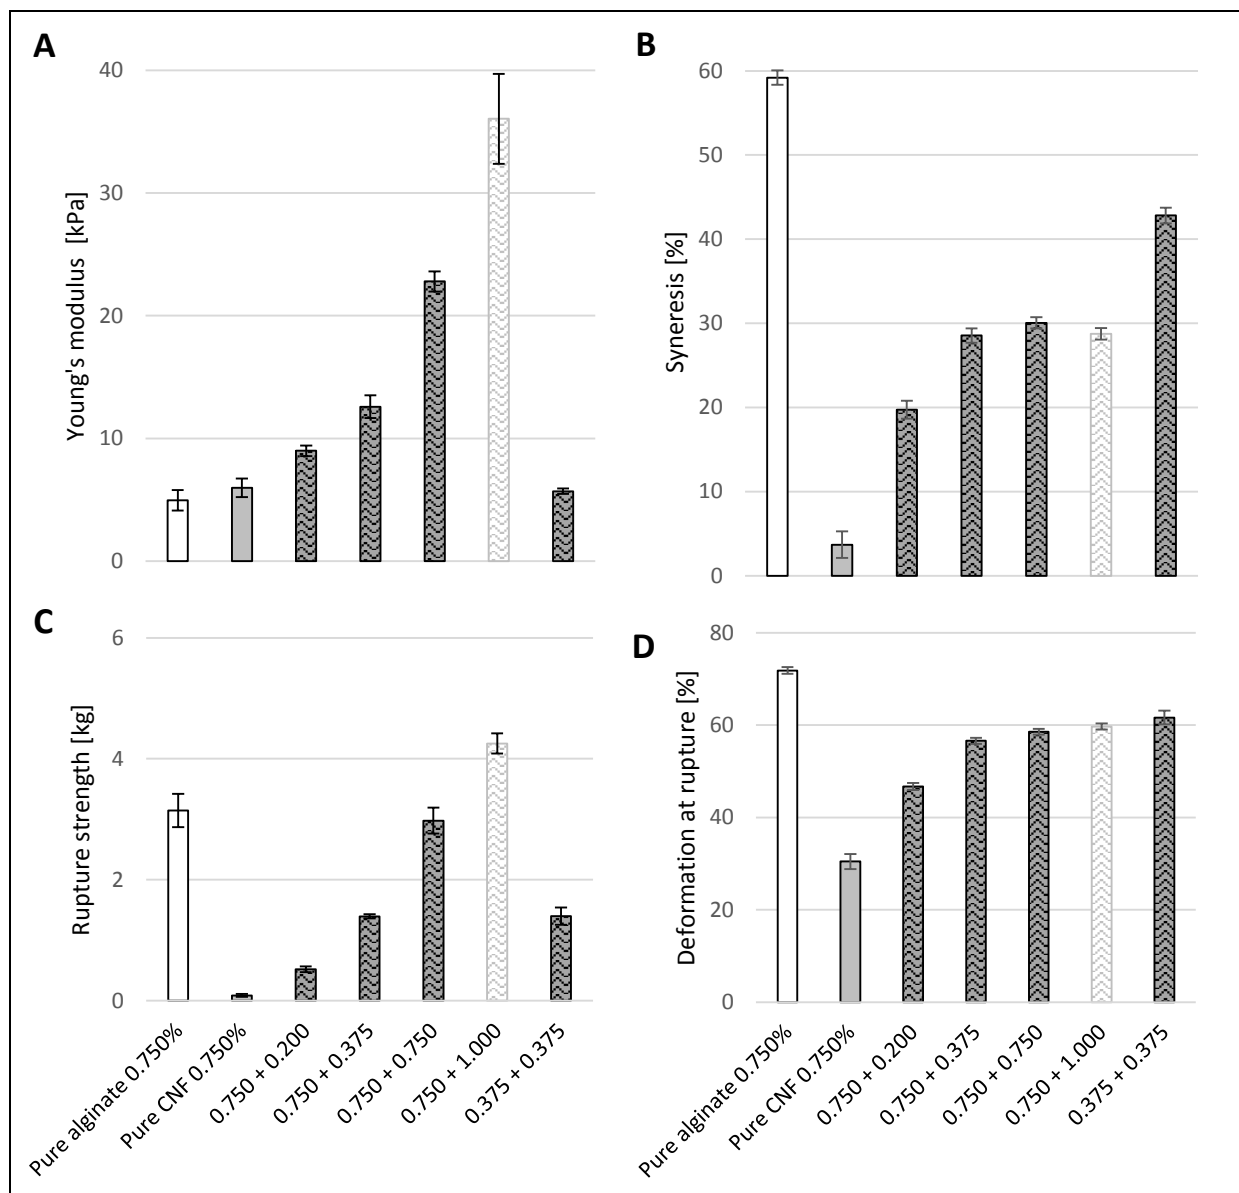 A
Young's modulus [kPa]
40
30
20
10
0
B
Syneresis [%]
60
50
40
30
20
10
0
C
Rupture strength [kg]
6
4
2
0
Pure alginate 0.750%
Pure CNF 0.750%
0.750 + 0.200
0.750 + 0.375
0.750 + 0.750
0.750 + 1.000
0.375 + 0.375
D
Deformation at rupture [%]
80
60
40
20
0
Pure alginate 0.750%
Pure CNF 0.750%
0.750 + 0.200
0.750 + 0.375
0.750 + 0.750
0.750 + 1.000
0.375 + 0.375